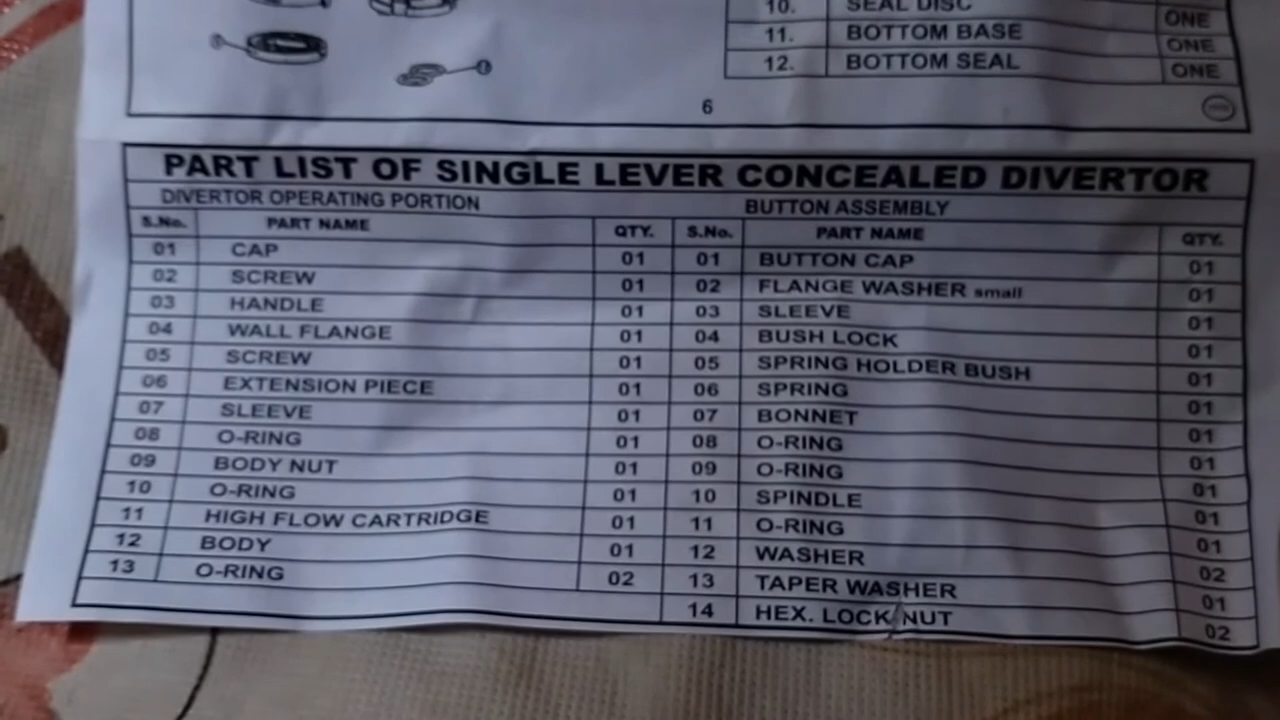 10. SEAL DISC ONE
11. BOTTOM BASE ONE
12. BOTTOM SEAL ONE
6
PART LIST OF SINGLE LEVER CONCEALED DIVERTOR
DIVERTOR OPERATING PORTION BUTTON ASSEMBLY
S.No. PART NAME QTY. S.No. PART NAME QTY.
01 CAP 01 01 BUTTON CAP 01
02 SCREW 01 02 FLANGE WASHER small 01
03 HANDLE 01 03 SLEEVE 01
04 WALL FLANGE 01 04 BUSH LOCK 01
05 SCREW 01 05 SPRING HOLDER BUSH 01
06 EXTENSION PIECE 01 06 SPRING 01
07 SLEEVE 01 07 BONNET 01
08 O-RING 01 08 O-RING 01
09 BODY NUT 01 09 O-RING 01
10 O-RING 01 10 SPINDLE 01
11 HIGH FLOW CARTRIDGE 01 11 O-RING 01
12 BODY 01 12 WASHER 02
13 O-RING 02 13 TAPER WASHER 01
14 HEX. LOCK NUT 02